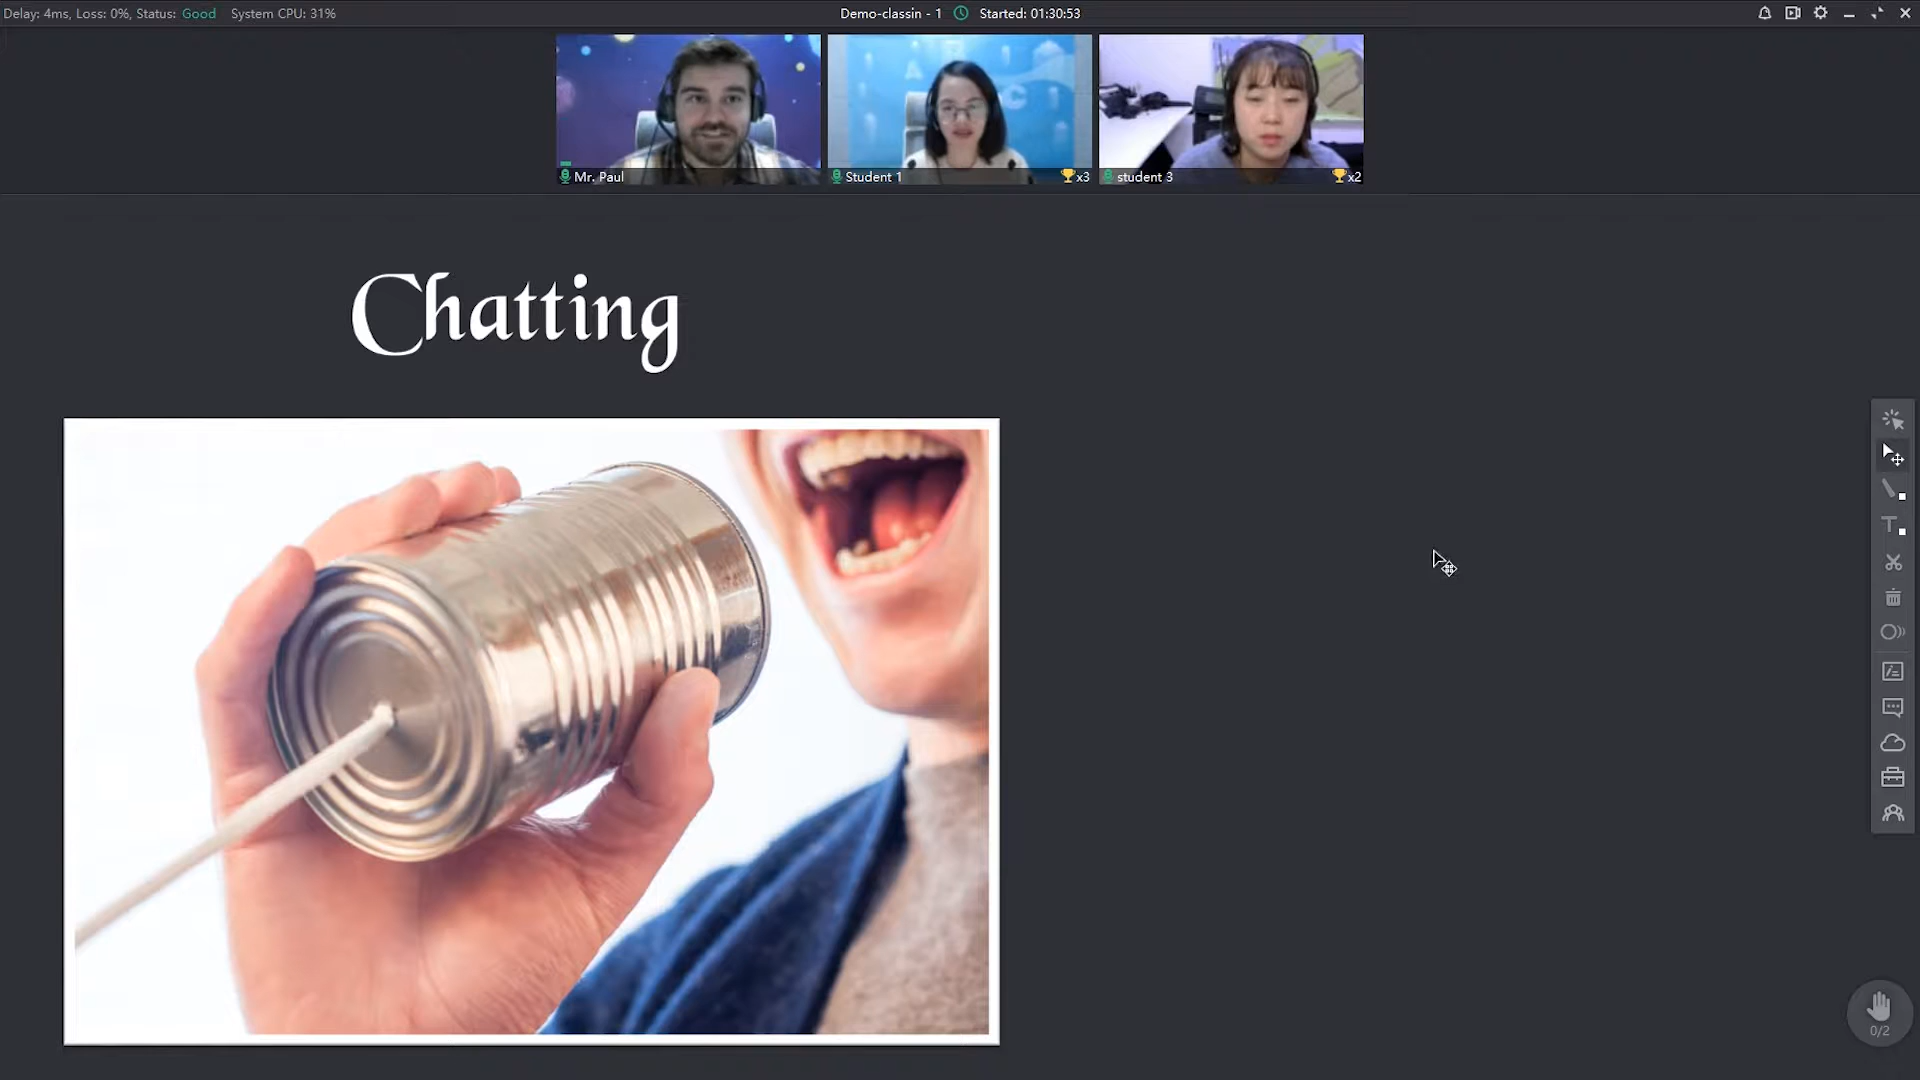 Delay: 4ms, Loss: 0%, Status: Good System CPU: 31%
Demo-classin - 1 Started: 01:30:53
Mr. Paul
Student 1
x3
student 3
x2
Chatting
0/2